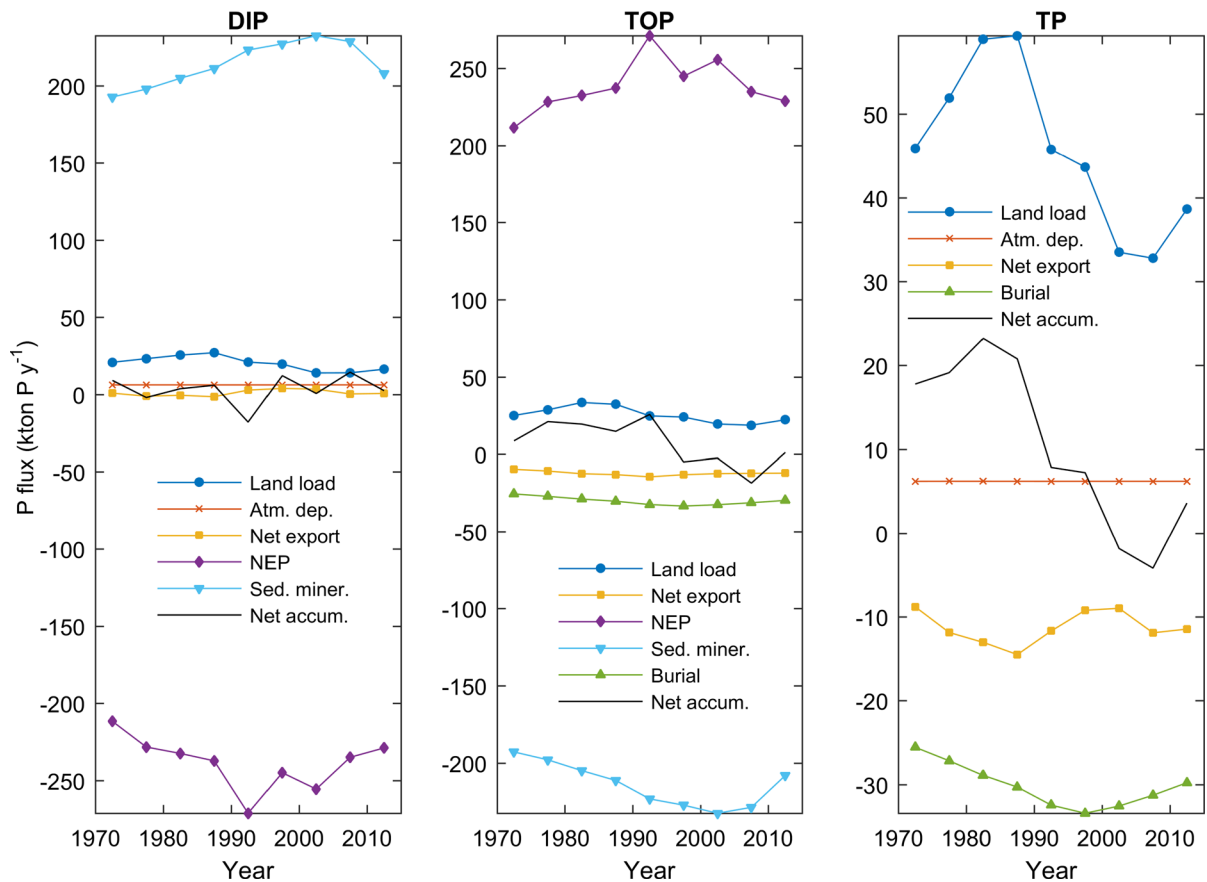 DIP
TOP
TP
P flux (kton P y⁻¹)
200
150
100
50
0
-50
-100
-150
-200
-250
Land load
Atm. dep.
Net export
NEP
Sed. miner.
Net accum.
1970 1980 1990 2000 2010
Year
250
200
150
100
50
0
-50
-100
-150
-200
Land load
Net export
NEP
Sed. miner.
Burial
Net accum.
1970 1980 1990 2000 2010
Year
50
40
30
20
10
0
-10
-20
-30
Land load
Atm. dep.
Net export
Burial
Net accum.
1970 1980 1990 2000 2010
Year